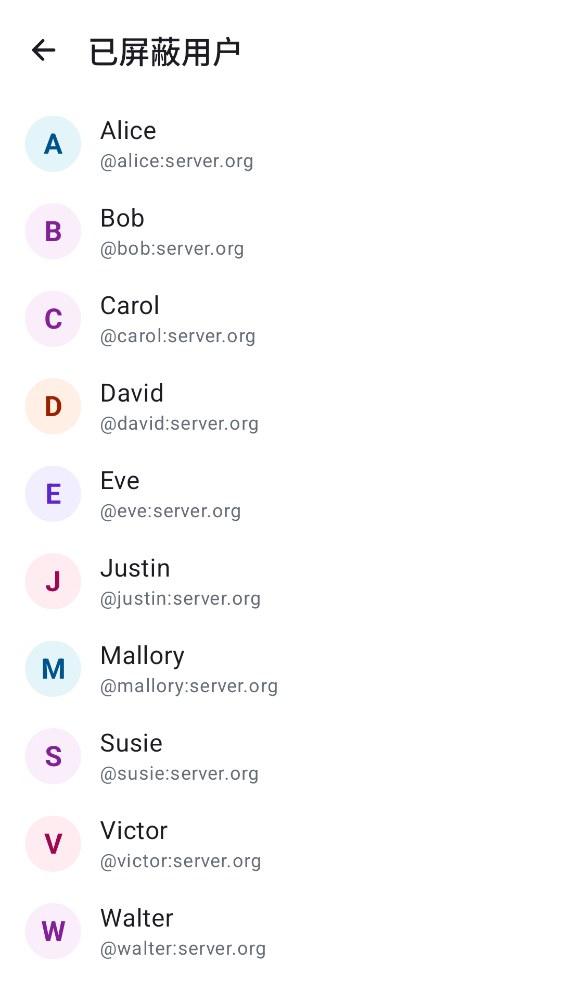 已屏蔽用户
A
Alice
@alice:server.org
B
Bob
@bob:server.org
C
Carol
@carol:server.org
D
David
@david:server.org
E
Eve
@eve:server.org
J
Justin
@justin:server.org
M
Mallory
@mallory:server.org
S
Susie
@susie:server.org
V
Victor
@victor:server.org
W
Walter
@walter:server.org